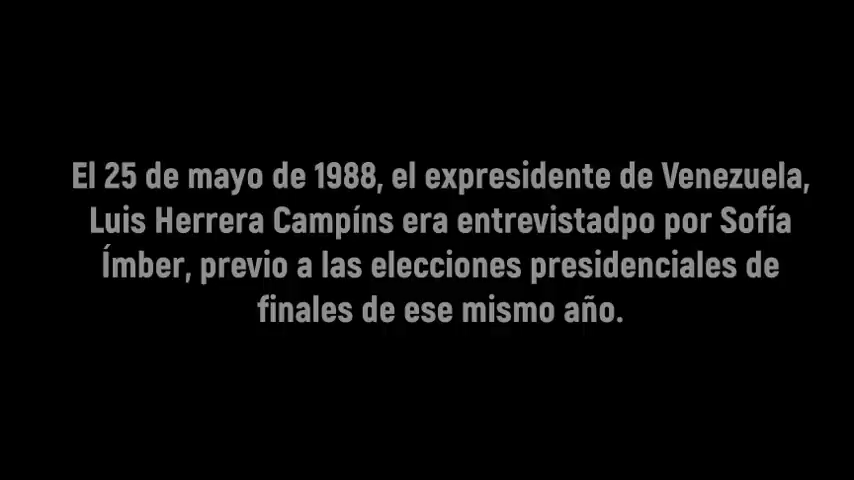 El 25 de mayo de 1988, el expresidente de Venezuela,
Luis Herrera Campíns era entrevistadpo por Sofía
Ímber, previo a las elecciones presidenciales de
finales de ese mismo año.